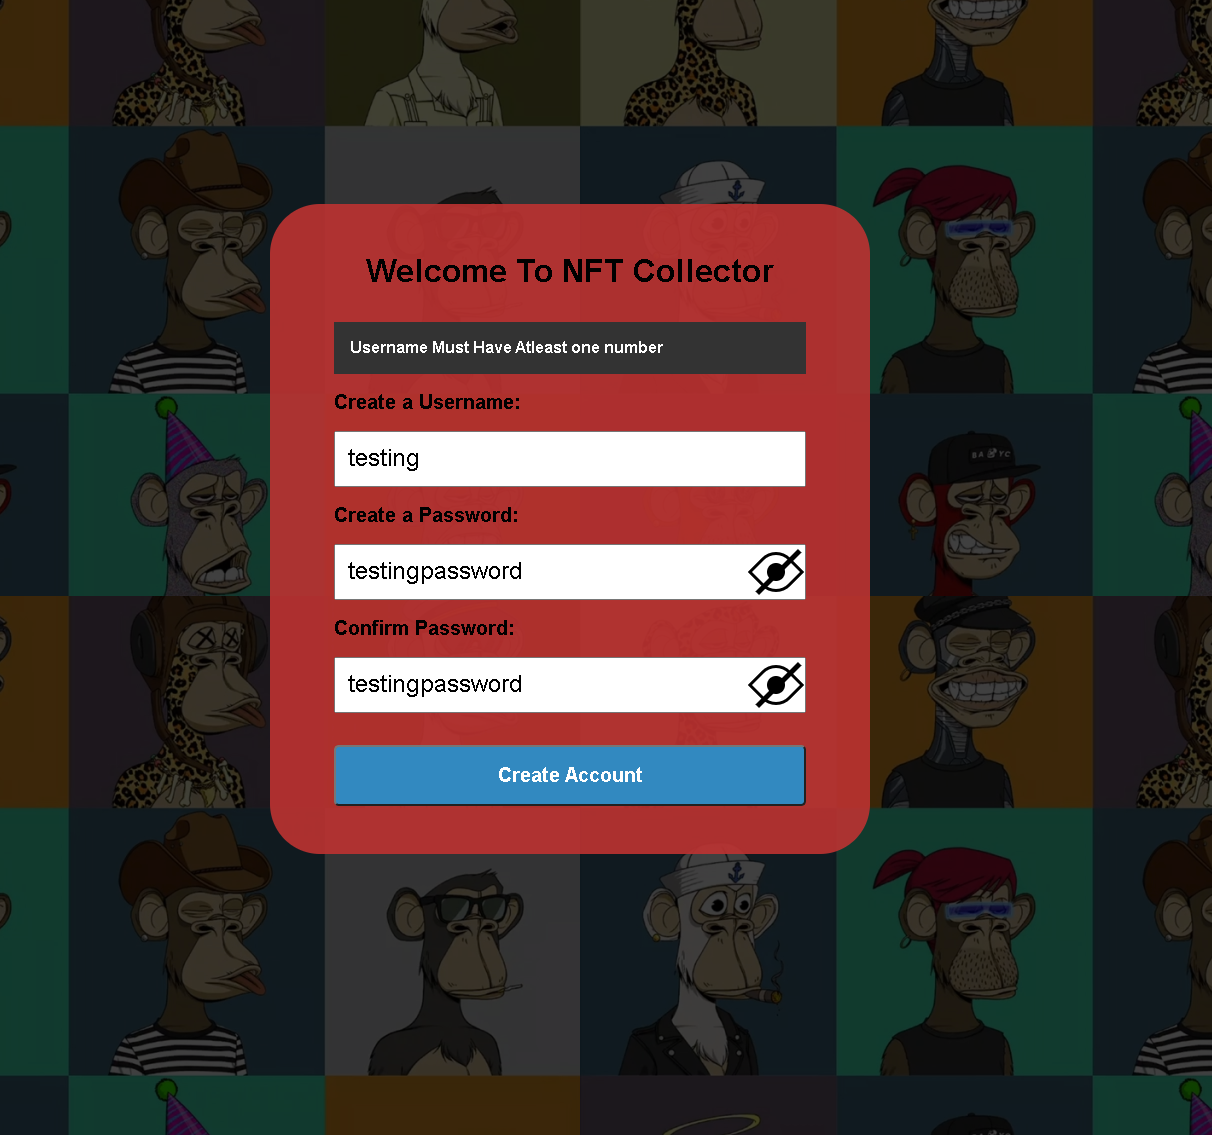 Welcome To NFT Collector
Username Must Have Atleast one number
Create a Username:
testing
Create a Password:
testingpassword
Confirm Password:
testingpassword
Create Account